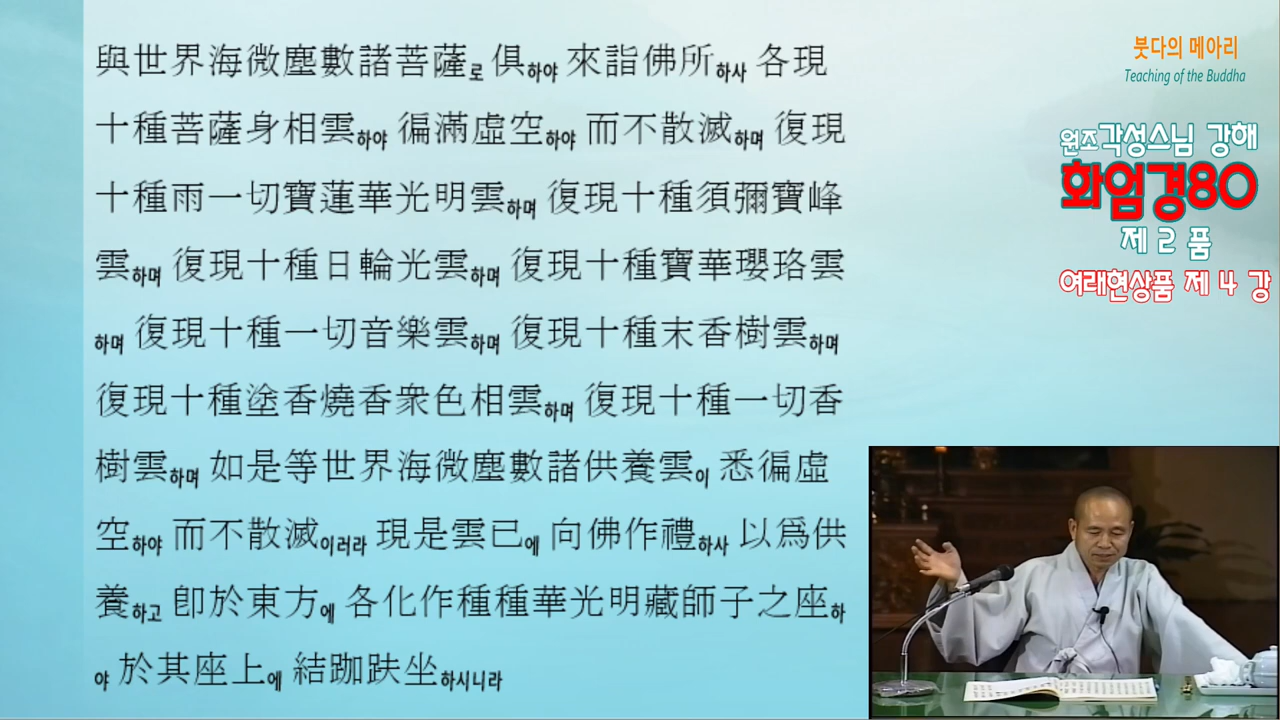 與世界海微塵數諸菩薩로 俱하야 來詣佛所하사 各現
十種菩薩身相雲하야 徧滿虛空하야 而不散滅하며 復現
十種雨一切寶蓮華光明雲하며 復現十種須彌寶峰
雲하며 復現十種日輪光雲하며 復現十種寶華瓔珞雲
하며 復現十種一切音樂雲하며 復現十種末香樹雲하며
復現十種塗香燒香衆色相雲하며 復現十種一切香
樹雲하며 如是等世界海微塵數諸供養雲이 悉徧虛
空하야 而不散滅이러라 現是雲已에 向佛作禮하사 以爲供
養하고 卽於東方에 各化作種種華光明藏師子之座하
야 於其座上에 結跏趺坐하시니라
붓다의 메아리
Teaching of the Buddha
원조각성스님 강해
화엄경80
제 2 품
여래현상품 제 4 강